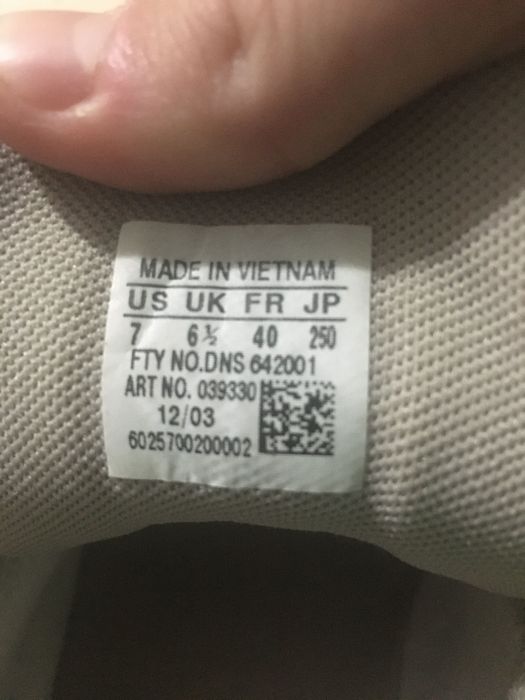 MADE IN VIETNAM
US UK FR JP
7 6½ 40 250
FTY NO.DNS 642001
ART NO. 039330
12/03
6025700200002